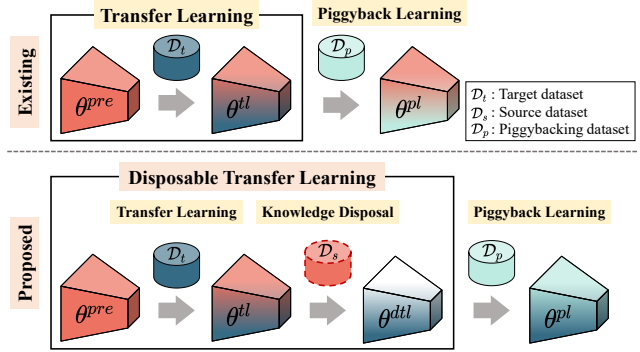 Transfer Learning
Piggyback Learning
Existing
𝒟ₜ
𝒟ₚ
θᵖʳᵉ
θᵗˡ
θᵖˡ
𝒟ₜ : Target dataset
𝒟ₛ : Source dataset
𝒟ₚ : Piggybacking dataset
Disposable Transfer Learning
Transfer Learning
Knowledge Disposal
Piggyback Learning
Proposed
𝒟ₜ
𝒟ₛ
𝒟ₚ
θᵖʳᵉ
θᵗˡ
θᵈᵗˡ
θᵖˡ